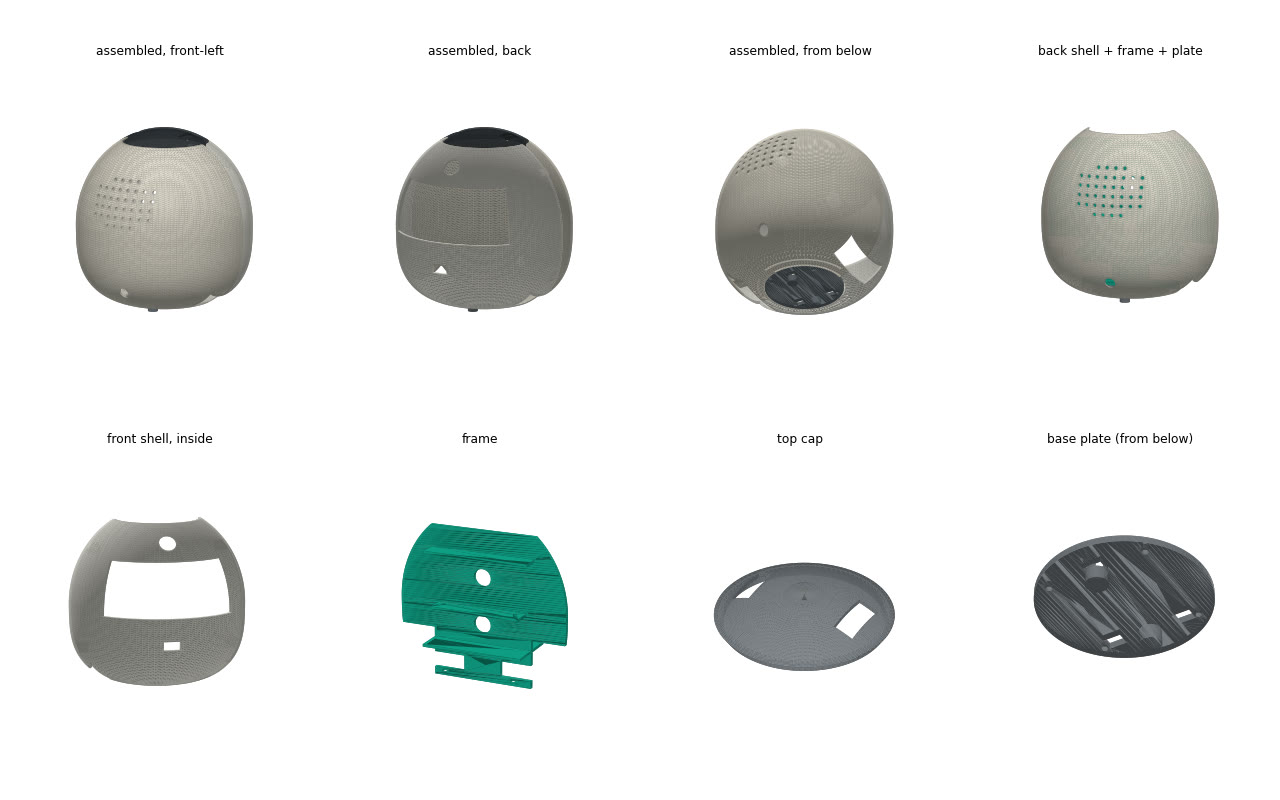 assembled, front-left
assembled, back
assembled, from below
back shell + frame + plate
front shell, inside
frame
top cap
base plate (from below)